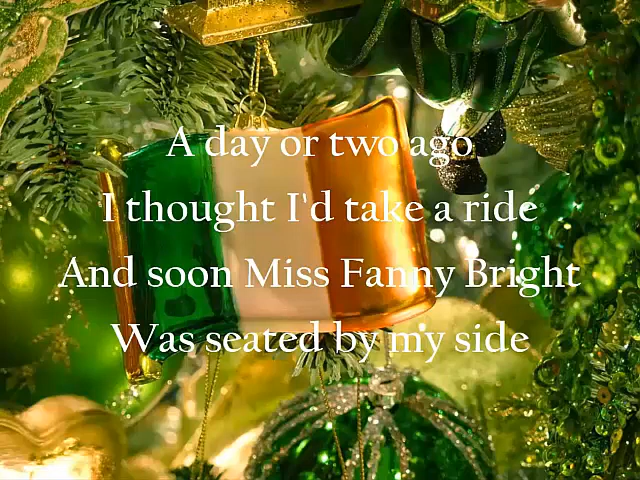 A day or two ago
I thought I'd take a ride
And soon Miss Fanny Bright
Was seated by my side